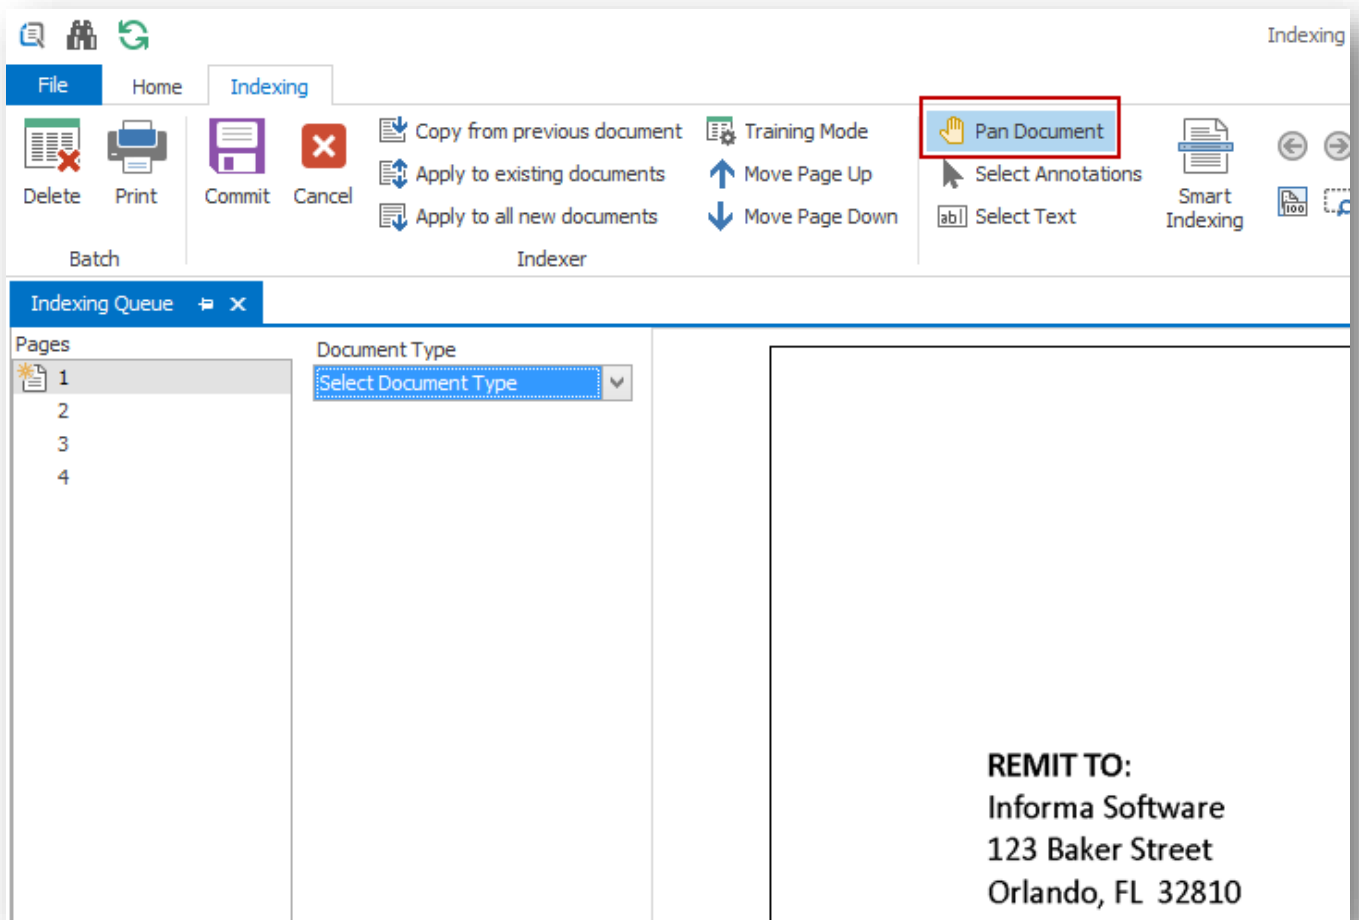 Indexing
File
Home
Indexing
Delete
Print
Commit
Cancel
Copy from previous document
Apply to existing documents
Apply to all new documents
Training Mode
Move Page Up
Move Page Down
Pan Document
Select Annotations
ab Select Text
Smart
Indexing
100
Batch
Indexer
Indexing Queue
Pages
1
2
3
4
Document Type
Select Document Type
REMIT TO:
Informa Software
123 Baker Street
Orlando, FL 32810